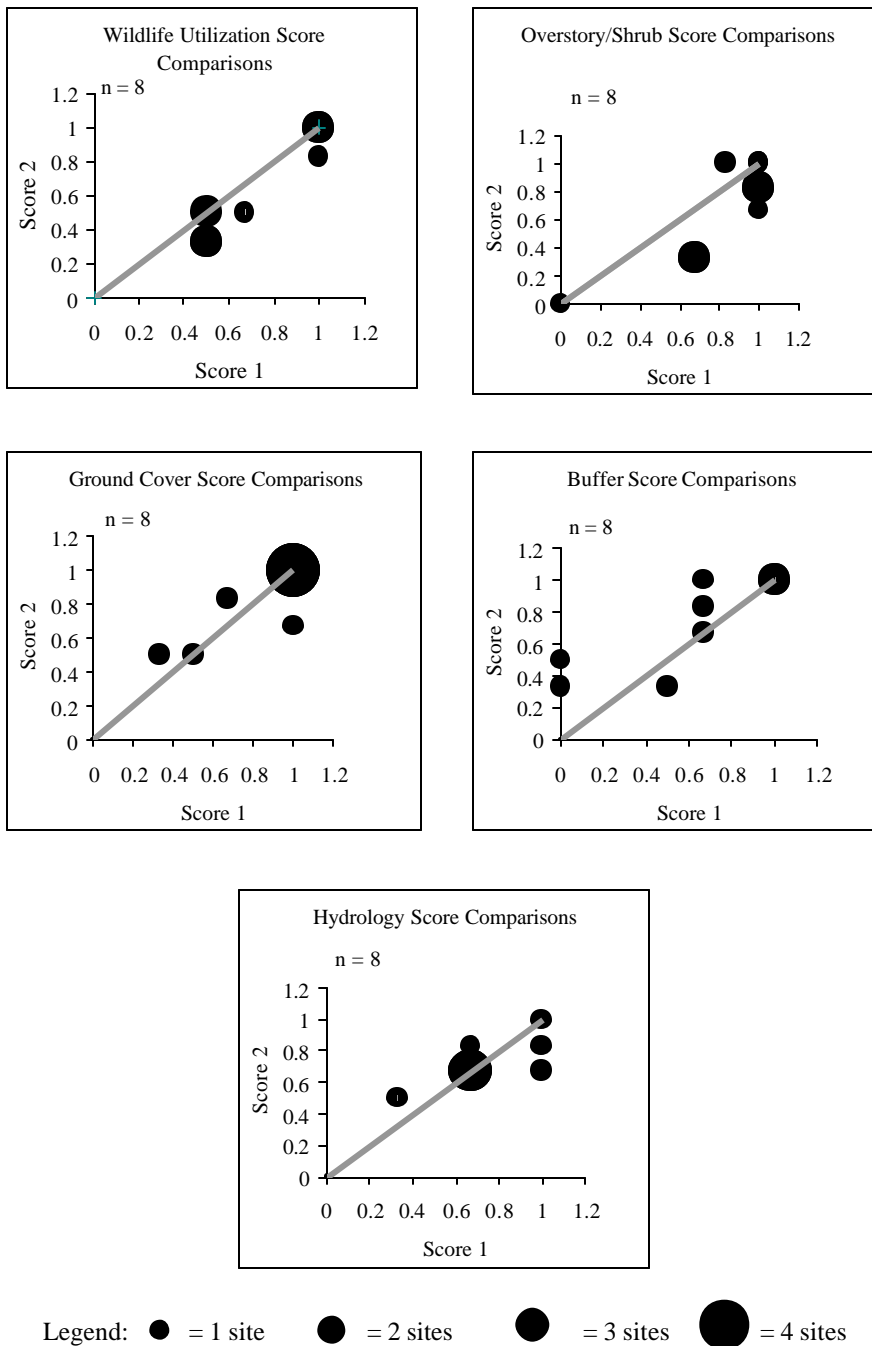 Wildlife Utilization Score
Comparisons
n = 8
1.2
1
0.8
0.6
0.4
0.2
0
0 0.2 0.4 0.6 0.8 1 1.2
Score 2
Score 1
Overstory/Shrub Score Comparisons
n = 8
1.2
1
0.8
0.6
0.4
0.2
0
0 0.2 0.4 0.6 0.8 1 1.2
Score 2
Score 1
Ground Cover Score Comparisons
n = 8
1.2
1
0.8
0.6
0.4
0.2
0
0 0.2 0.4 0.6 0.8 1 1.2
Score 2
Score 1
Buffer Score Comparisons
n = 8
1.2
1
0.8
0.6
0.4
0.2
0
0 0.2 0.4 0.6 0.8 1 1.2
Score 2
Score 1
Hydrology Score Comparisons
n = 8
1.2
1
0.8
0.6
0.4
0.2
0
0 0.2 0.4 0.6 0.8 1 1.2
Score 2
Score 1
Legend: = 1 site = 2 sites = 3 sites = 4 sites